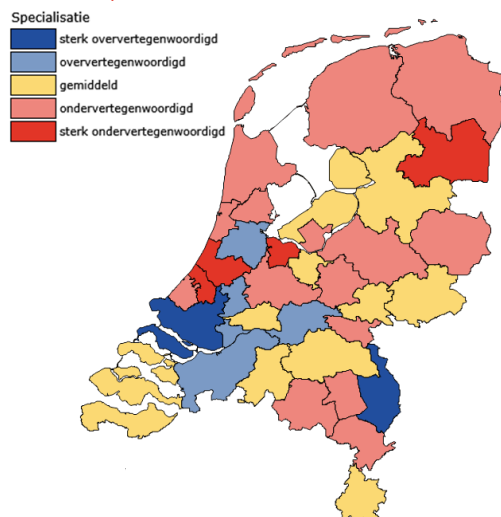 Specialisatie
sterk oververtegenwoordigd
oververtegenwoordigd
gemiddeld
ondervertegenwoordigd
sterk ondervertegenwoordigd